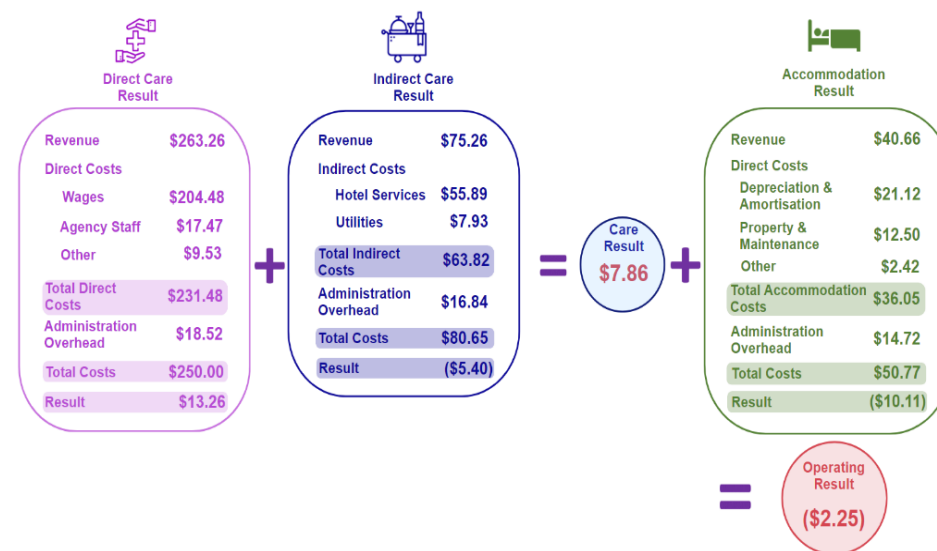 Direct Care
Result
Revenue $263.26
Direct Costs
Wages $204.48
Agency Staff $17.47
Other $9.53
Total Direct
Costs $231.48
Administration
Overhead $18.52
Total Costs $250.00
Result $13.26
+
Indirect Care
Result
Revenue $75.26
Indirect Costs
Hotel Services $55.89
Utilities $7.93
Total Indirect
Costs $63.82
Administration
Overhead $16.84
Total Costs $80.65
Result ($5.40)
=
Care
Result
$7.86
+
Accommodation
Result
Revenue $40.66
Direct Costs
Depreciation &
Amortisation $21.12
Property &
Maintenance $12.50
Other $2.42
Total Accommodation
Costs $36.05
Administration
Overhead $14.72
Total Costs $50.77
Result ($10.11)
=
Operating
Result
($2.25)